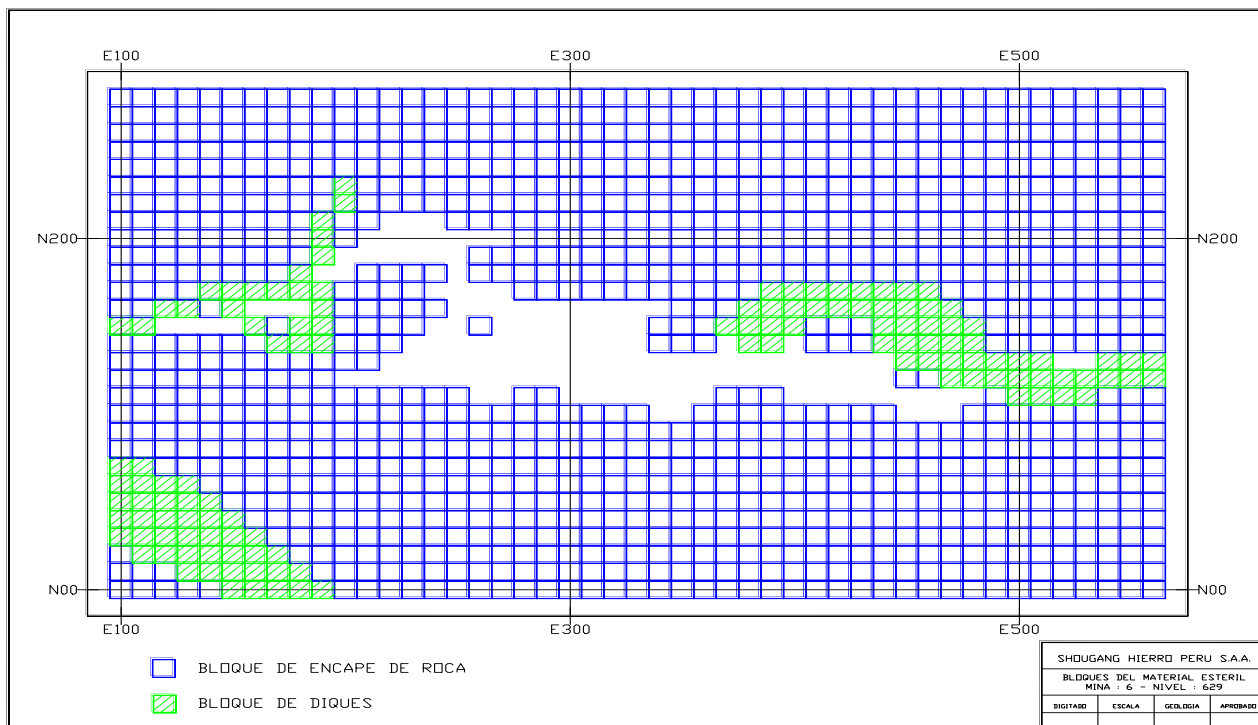 E100 E300 E500
N200 N200
N00 N00
E100 E300 E500
BLOQUE DE ENCAPE DE ROCA
BLOQUE DE DIQUES
SHOUGANG HIERRO PERU S.A.A.
BLOQUES DEL MATERIAL ESTERIL
MINA : 6 - NIVEL : 629
DIGITADO ESCALA GEOLOGIA APROBADO